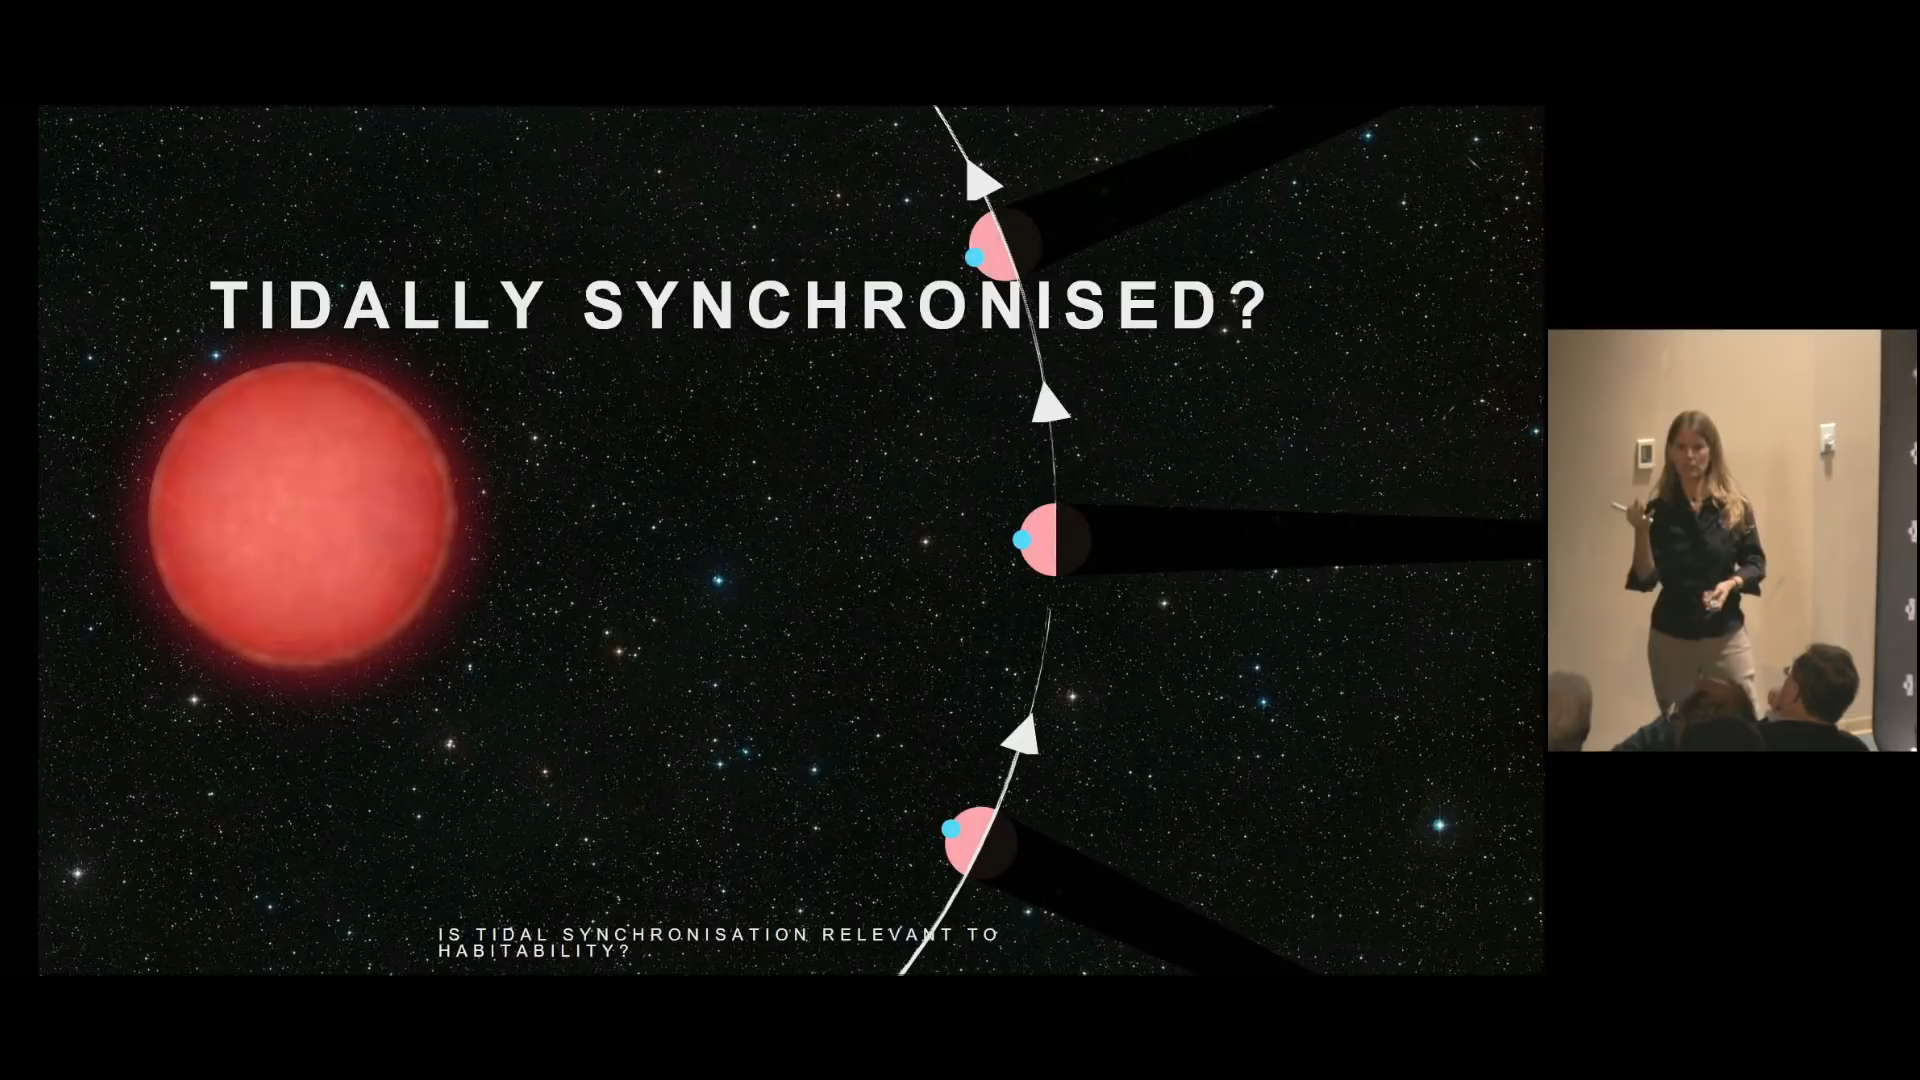 TIDALLY SYNCHRONISED?
IS TIDAL SYNCHRONISATION RELEVANT TO
HABITABILITY?